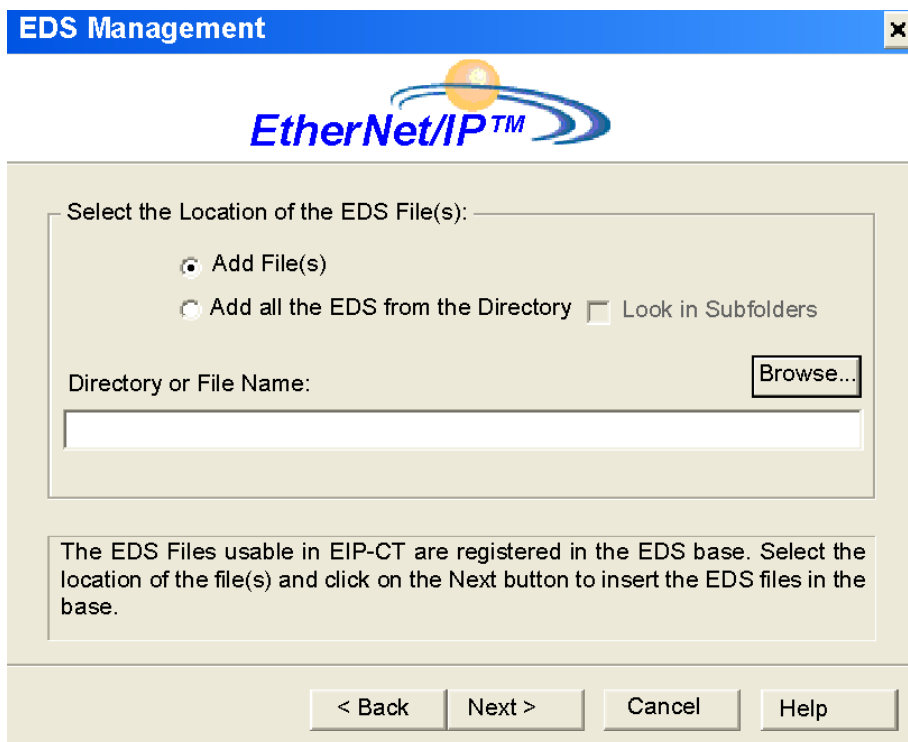 EDS Management
EtherNet/IP™
Select the Location of the EDS File(s):
Add File(s)
Add all the EDS from the Directory Look in Subfolders
Browse...
Directory or File Name:
The EDS Files usable in EIP-CT are registered in the EDS base. Select the
location of the file(s) and click on the Next button to insert the EDS files in the
base.
< Back Next > Cancel Help